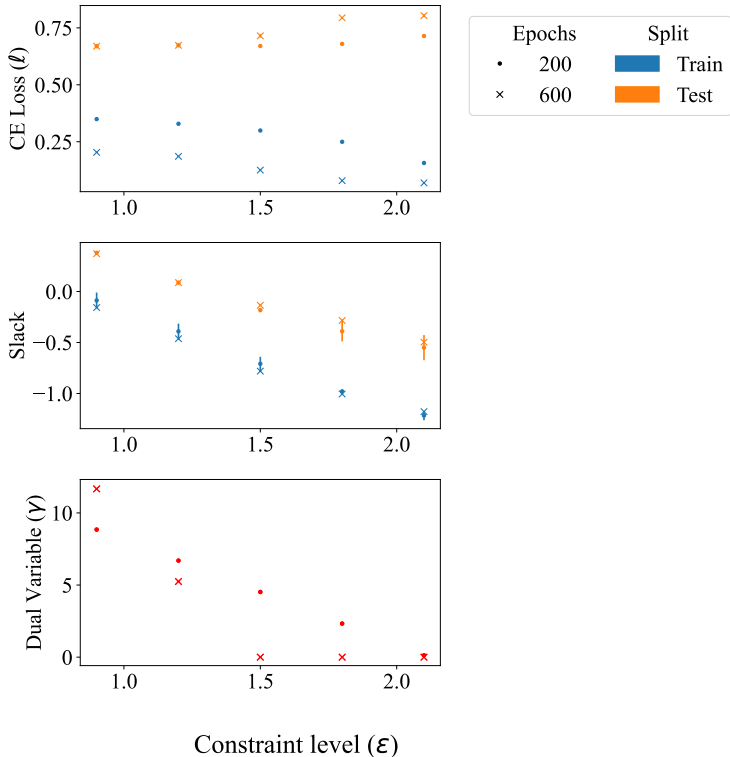 CE Loss (ℓ)
0.75
0.50
0.25
1.0 1.5 2.0
Epochs Split
200 Train
600 Test
Slack
0.0
−0.5
−1.0
1.0 1.5 2.0
Dual Variable (γ)
10
5
0
1.0 1.5 2.0
Constraint level (ε)